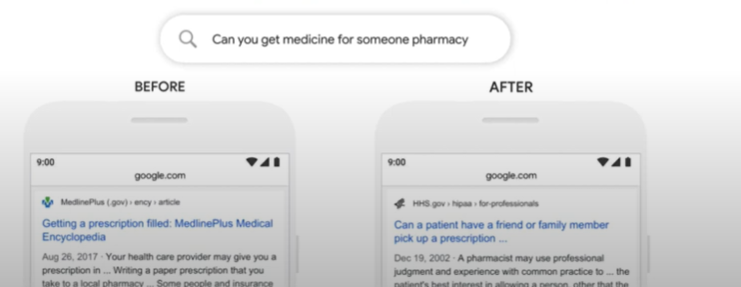 Can you get medicine for someone pharmacy
BEFORE
AFTER
9:00
google.com
MedlinePlus (.gov) › ency › article
Getting a prescription filled: MedlinePlus Medical
Encyclopedia
Aug 26, 2017 · Your health care provider may give you a
prescription in ... Writing a paper prescription that you
take to a local pharmacy ... Some people and insurance
9:00
google.com
HHS.gov › hipaa › for-professionals
Can a patient have a friend or family member
pick up a prescription ...
Dec 19, 2002 · A pharmacist may use professional
judgment and experience with common practice to ... the
patient's best interest in allowing a person, other that the